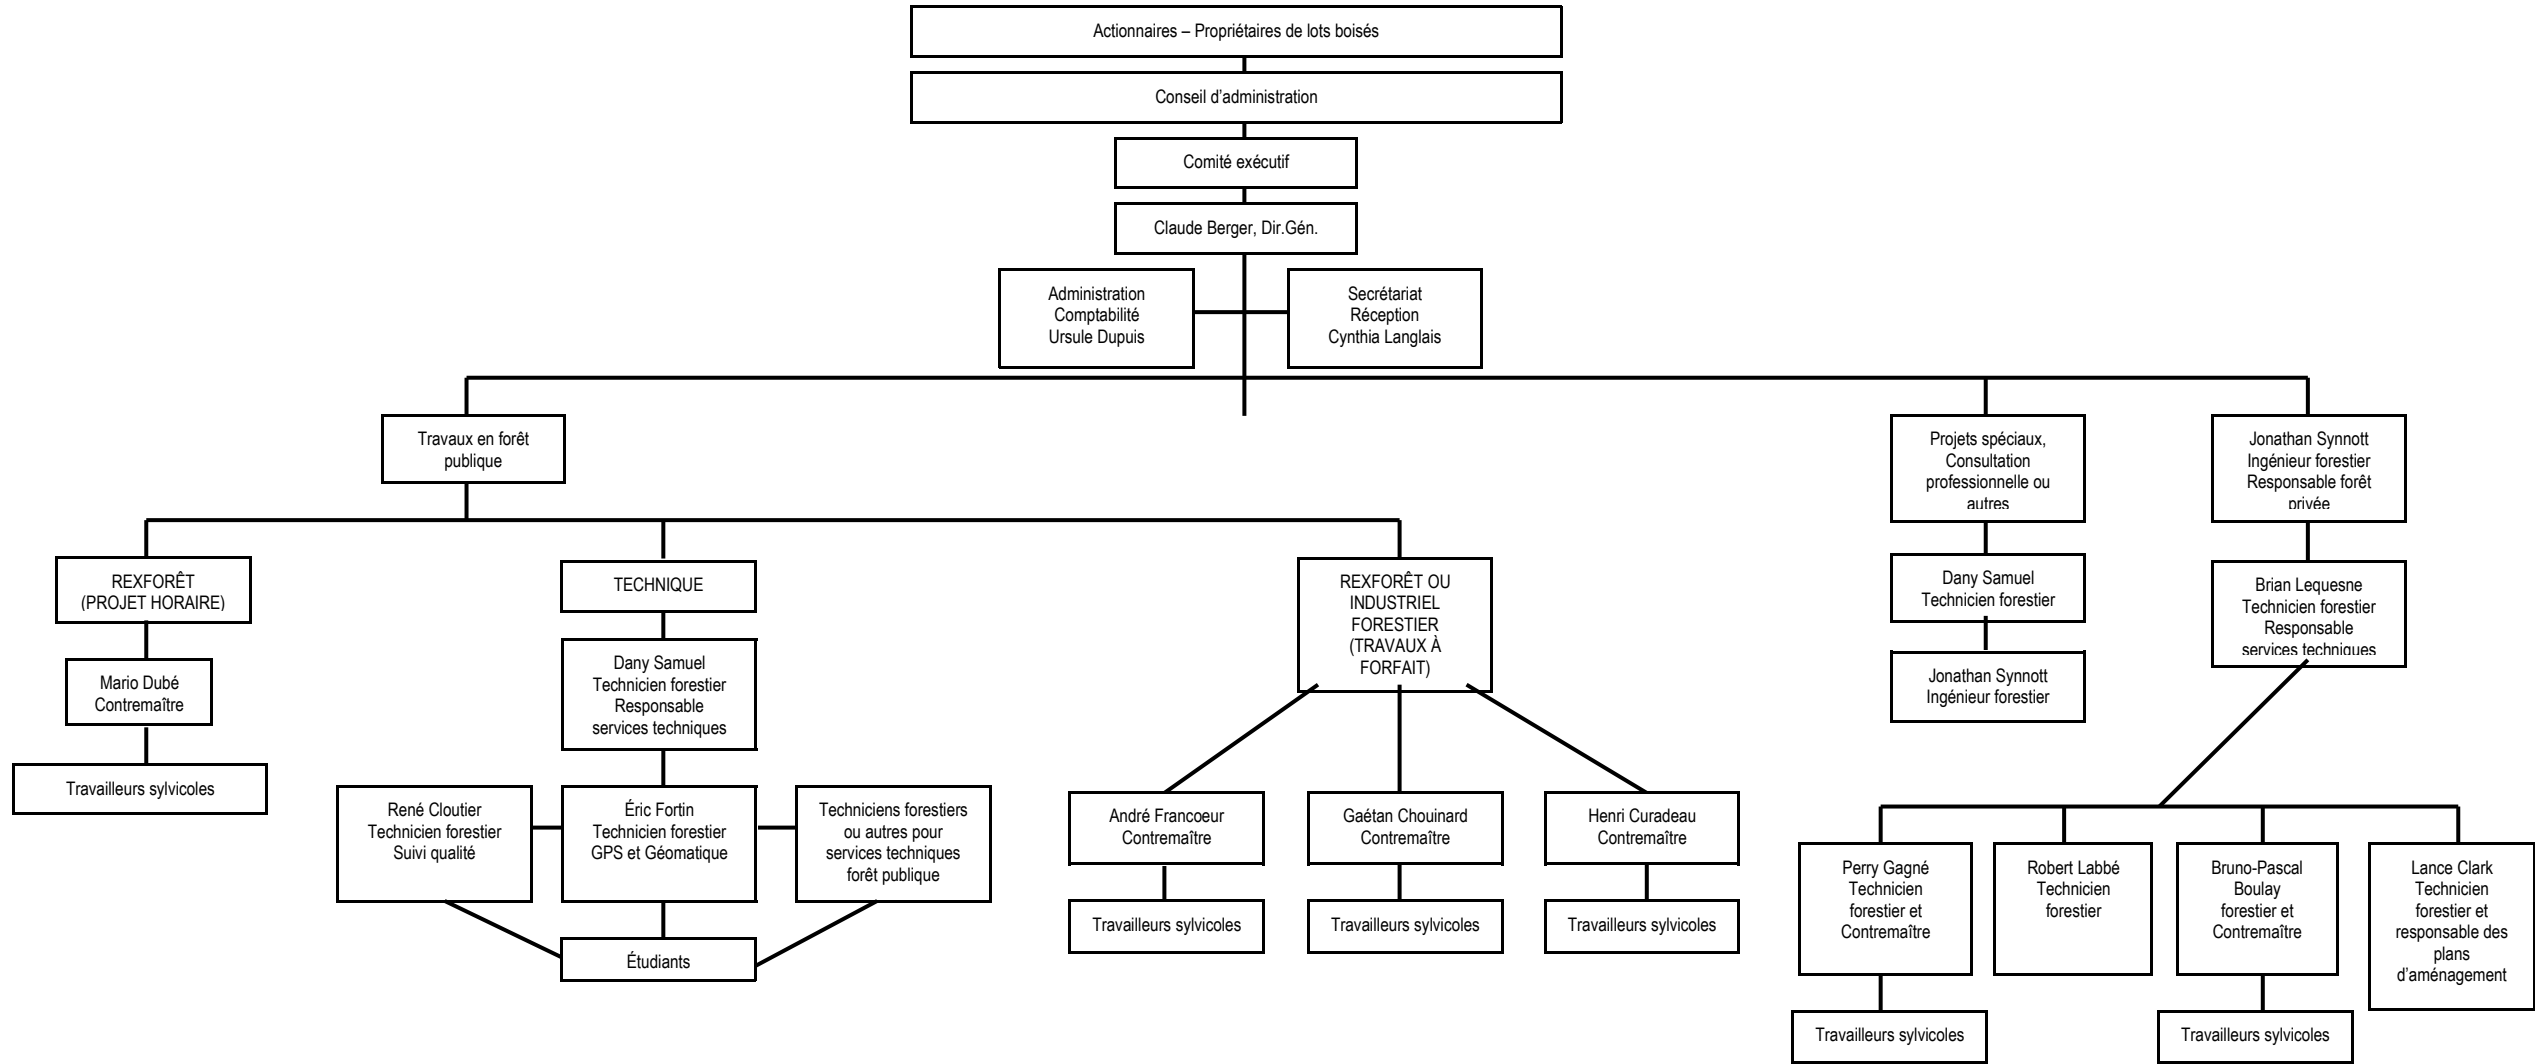 Actionnaires – Propriétaires de lots boisés
Conseil d'administration
Comité exécutif
Claude Berger, Dir.Gén.
Administration
Comptabilité
Ursule Dupuis
Secrétariat
Réception
Cynthia Langlais
Travaux en forêt
publique
Projets spéciaux,
Consultation
professionnelle ou
autres
Jonathan Synnott
Ingénieur forestier
Responsable forêt
privée
REXFORÊT
(PROJET HORAIRE)
TECHNIQUE
REXFORÊT OU
INDUSTRIEL
FORESTIER
(TRAVAUX À
FORFAIT)
Dany Samuel
Technicien forestier
Brian Lequesne
Technicien forestier
Responsable
services techniques
Mario Dubé
Contremaître
Dany Samuel
Technicien forestier
Responsable
services techniques
Jonathan Synnott
Ingénieur forestier
Travailleurs sylvicoles
René Cloutier
Technicien forestier
Suivi qualité
Éric Fortin
Technicien forestier
GPS et Géomatique
Techniciens forestiers
ou autres pour
services techniques
forêt publique
André Francoeur
Contremaître
Gaétan Chouinard
Contremaître
Henri Curadeau
Contremaître
Perry Gagné
Technicien
forestier et
Contremaître
Robert Labbé
Technicien
forestier
Bruno-Pascal
Boulay
forestier et
Contremaître
Lance Clark
Technicien
forestier et
responsable des
plans
d'aménagement
Étudiants
Travailleurs sylvicoles
Travailleurs sylvicoles
Travailleurs sylvicoles
Travailleurs sylvicoles
Travailleurs sylvicoles